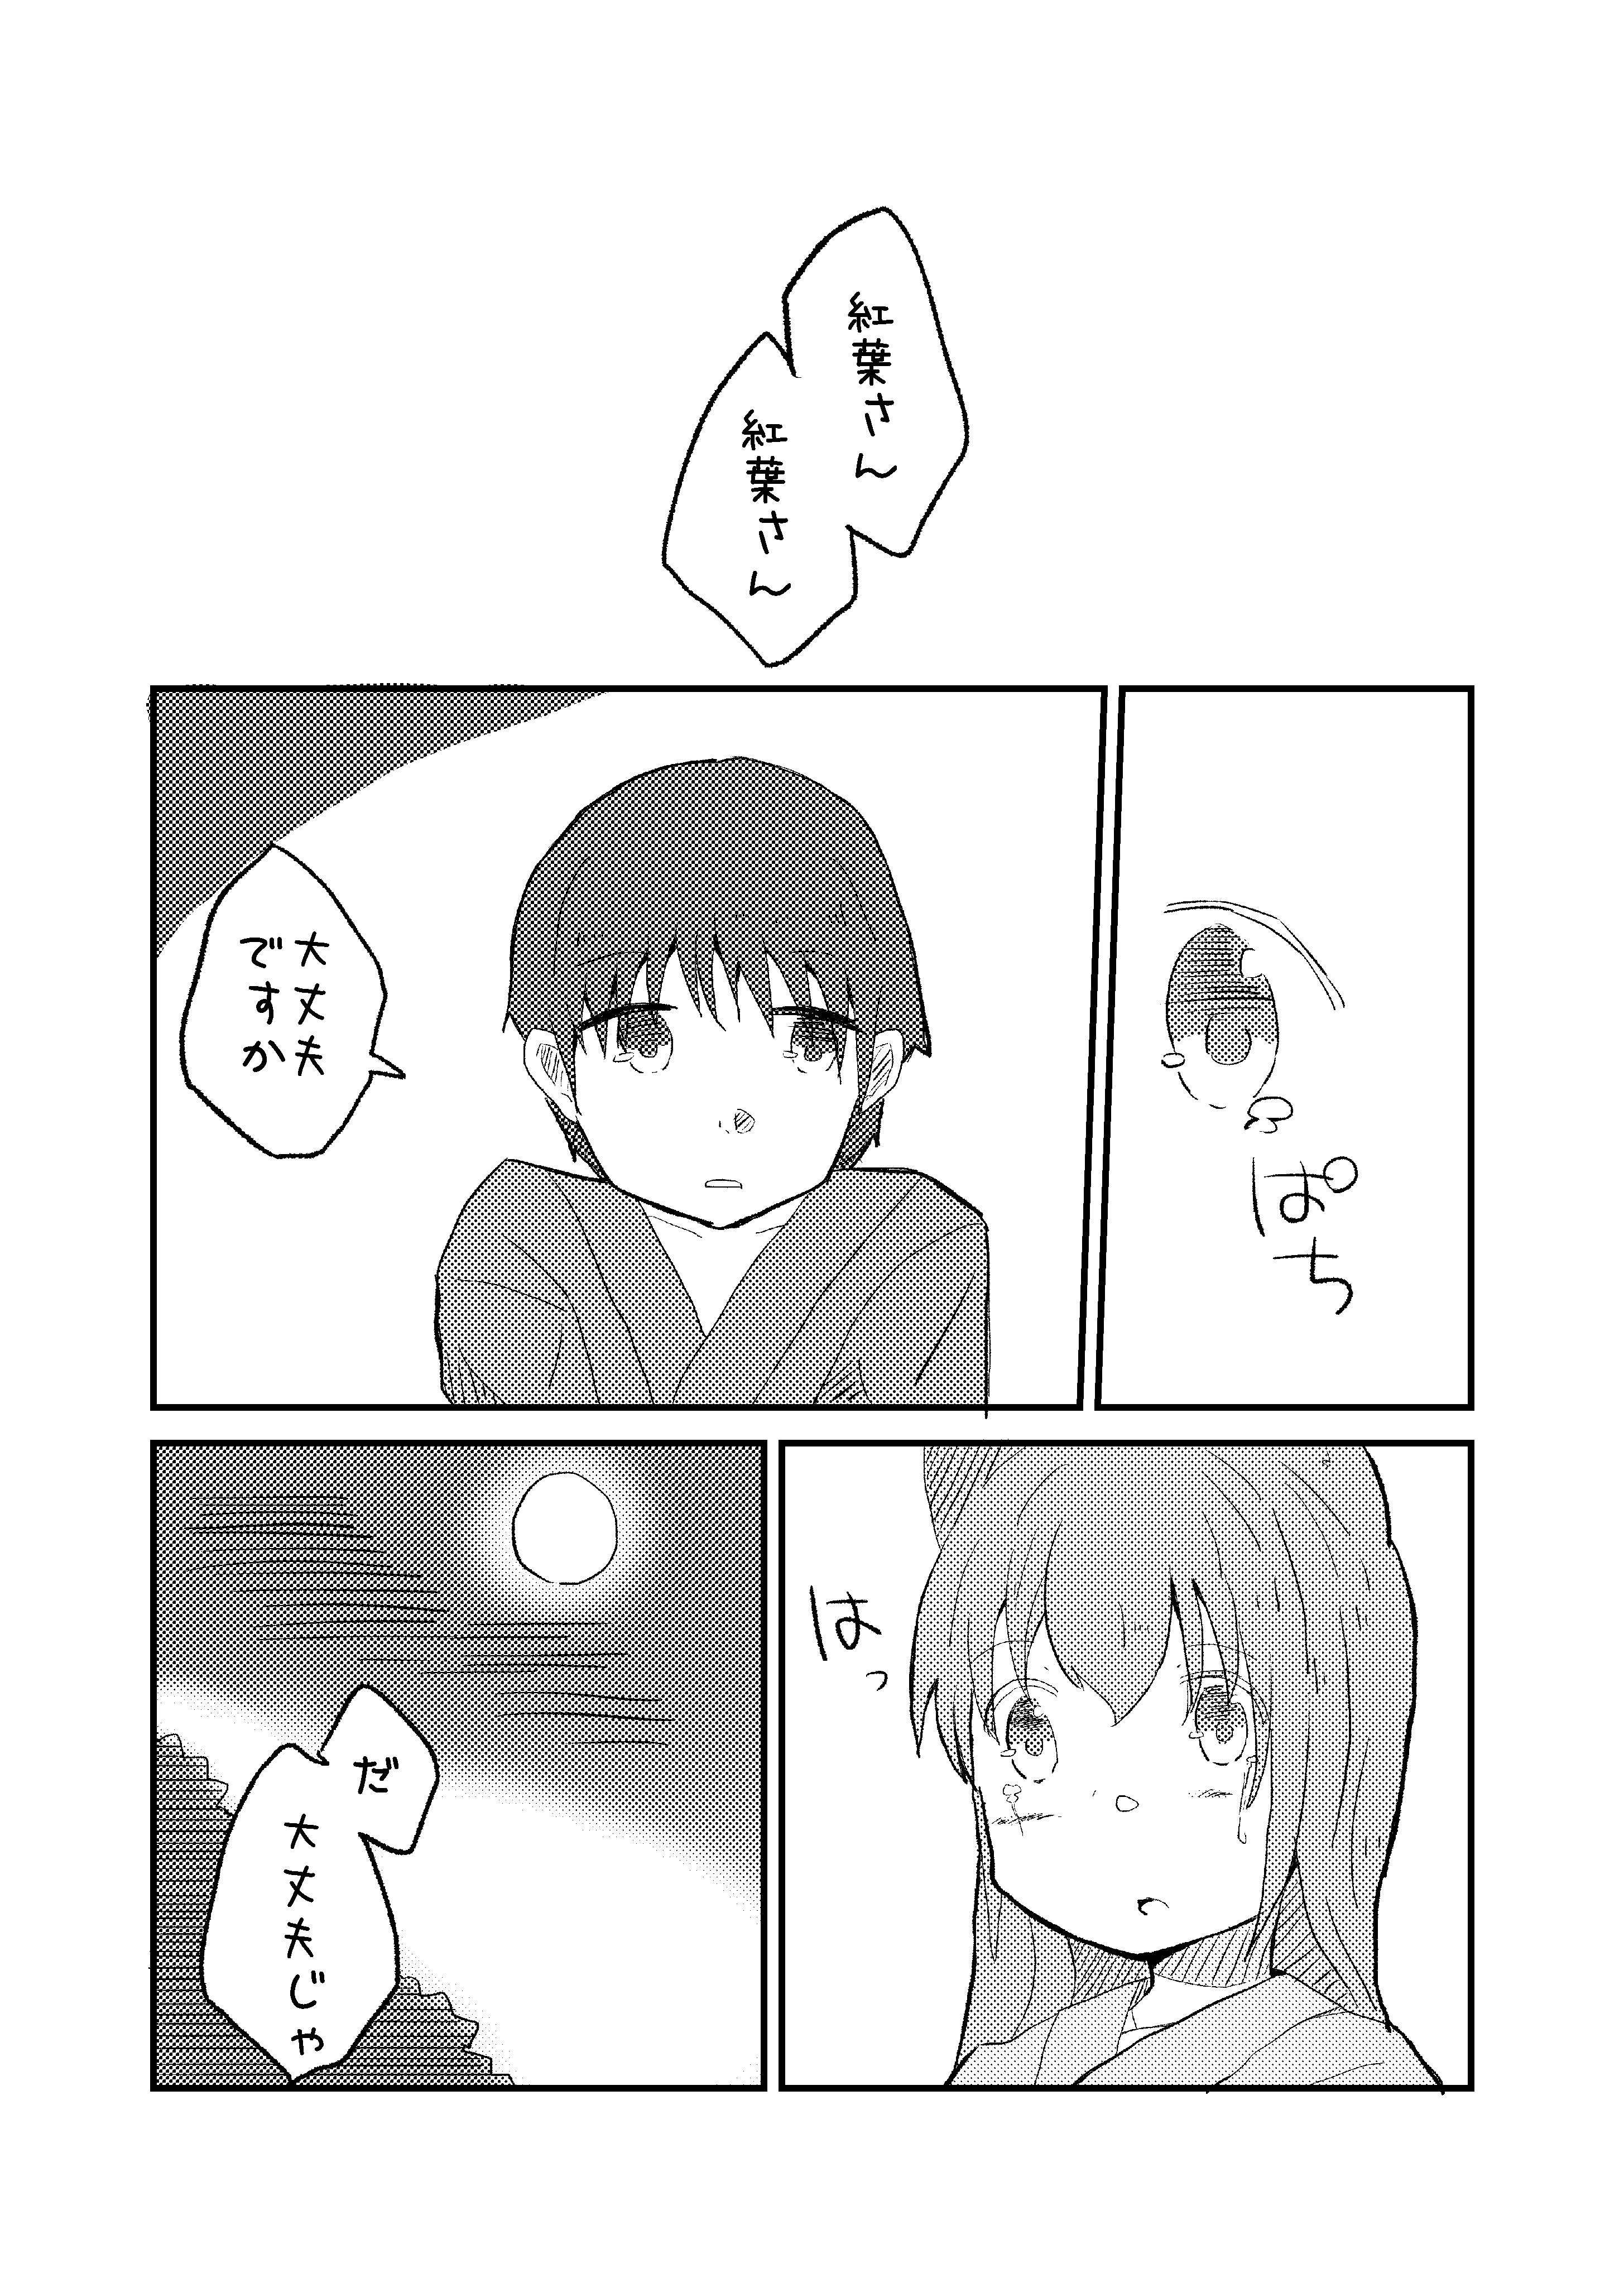 紅葉さん
紅葉さん
ぱち
大丈夫
ですか
はっ
だ
大丈夫じゃ